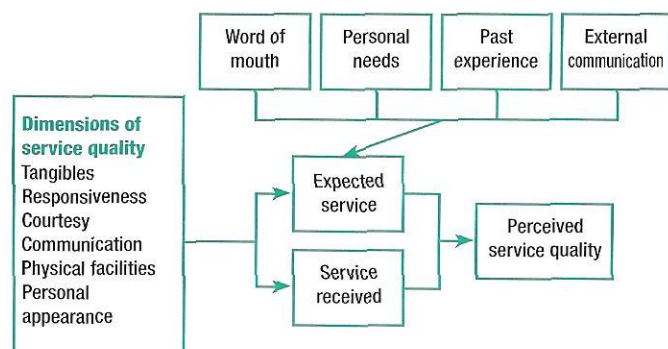 Word of
mouth
Personal
needs
Past
experience
External
communication
Dimensions of
service quality
Tangibles
Responsiveness
Courtesy
Communication
Physical facilities
Personal
appearance
Expected
service
Service
received
Perceived
service quality